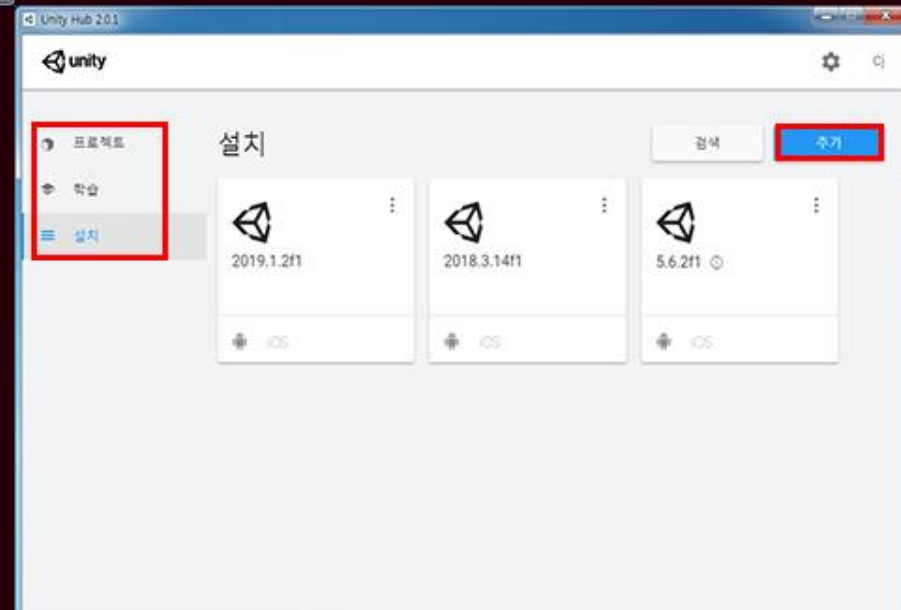 Unity Hub 2.0.1
unity
Cj
프로젝트
학습
설치
설치
검색
추가
2019.1.2f1
2018.3.14f1
5.6.2f1
iOS
iOS
iOS